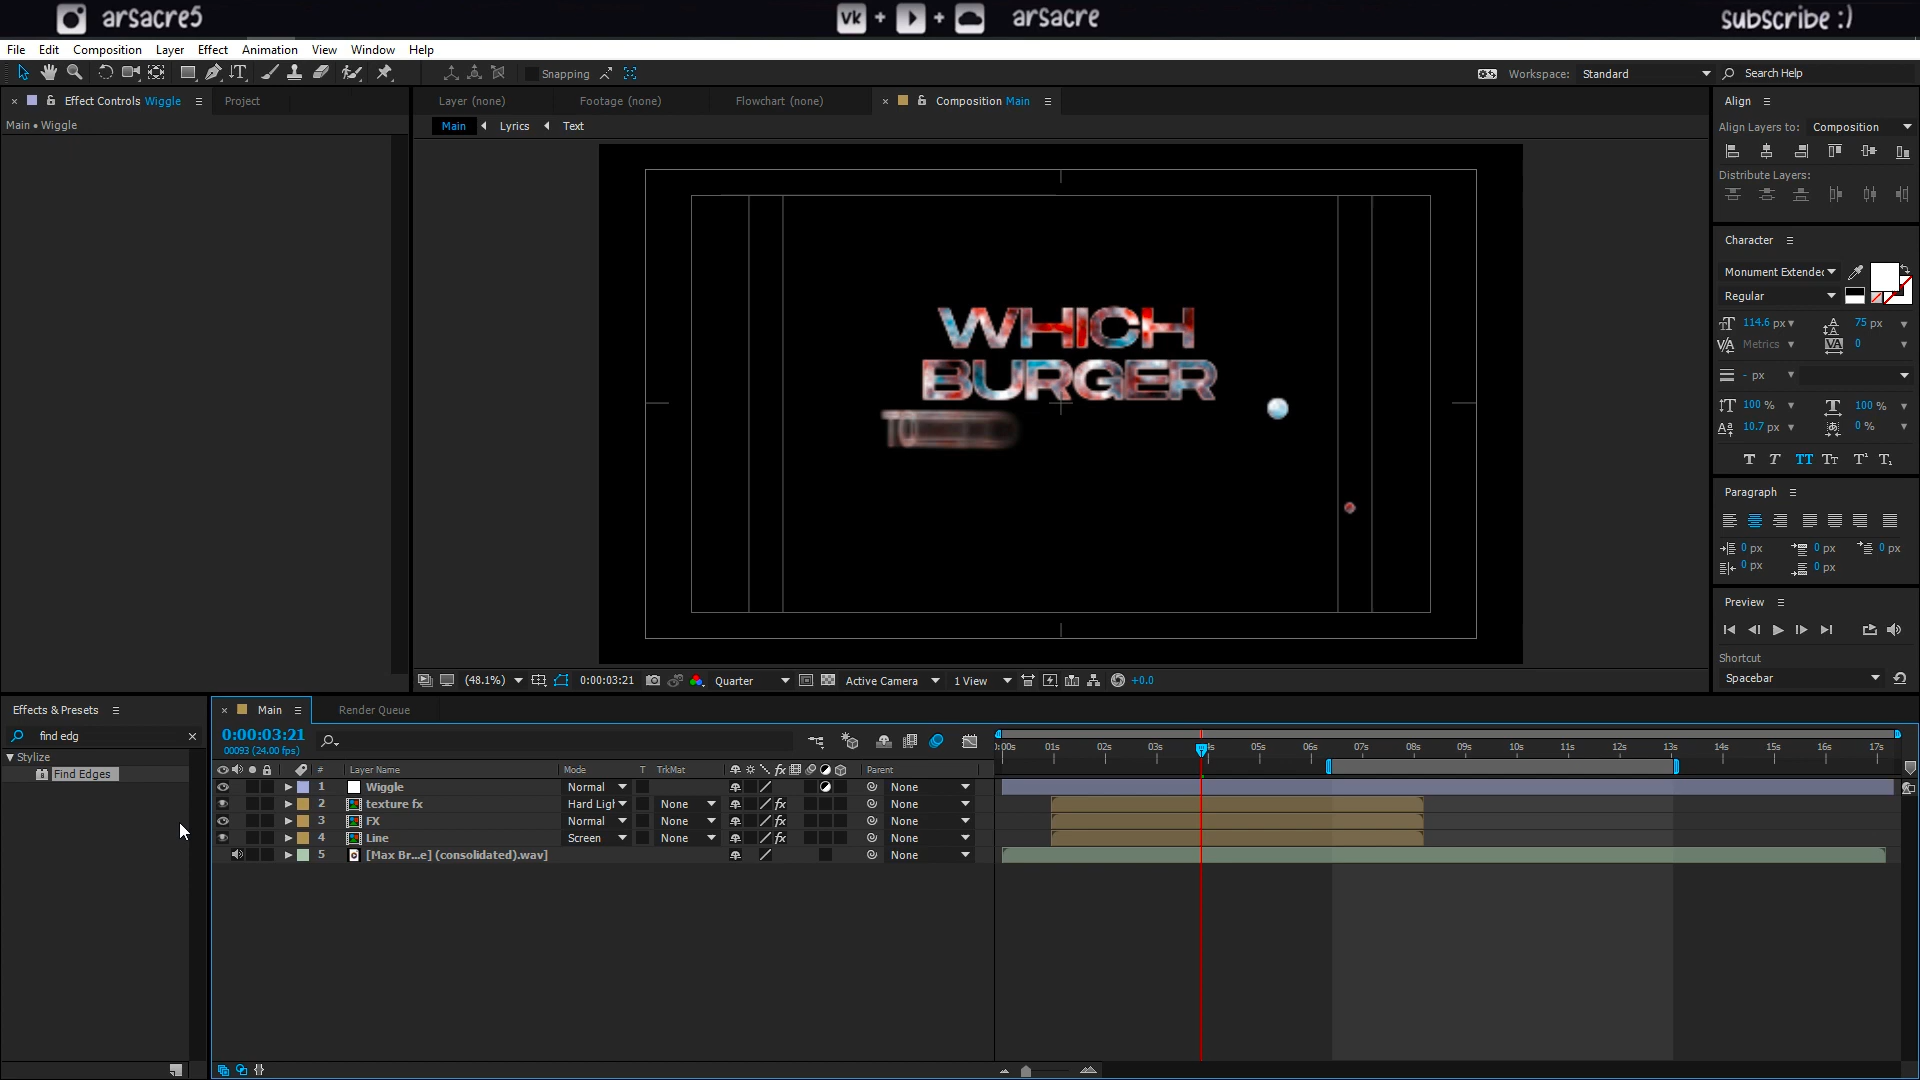 arsacre5
vk + + arsacre
subscribe :)
File Edit Composition Layer Effect Animation View Window Help
Snapping
Workspace: Standard
Search Help
Effect Controls Wiggle
Project
Main • Wiggle
Layer (none)
Footage (none)
Flowchart (none)
Composition Main
Main Lyrics Text
WHICH
BURGER
TO
(48.1%)
0:00:03:21
Quarter
Active Camera
1 View
+0.0
Align
Align Layers to: Composition
Distribute Layers:
Character
Monument Extended
Regular
114.6 px
75 px
Metrics
0
- px
100 %
100 %
10.7 px
0 %
T T TT Tт T¹ T₁
Paragraph
0 px 0 px 0 px
0 px 0 px
Preview
Shortcut
Spacebar
Effects & Presets
find edg
Stylize
Find Edges
Main
Render Queue
0:00:03:21
00093 (24.00 fps)
# Layer Name Mode T TrkMat fx Parent
1 Wiggle Normal None
2 texture fx Hard Ligh None fx None
3 FX Normal None fx None
4 Line Screen None fx None
5 [Max Br...e] (consolidated).wav] None
:00s 01s 02s 03s 4s 05s 06s 07s 08s 09s 10s 11s 12s 13s 14s 15s 16s 17s